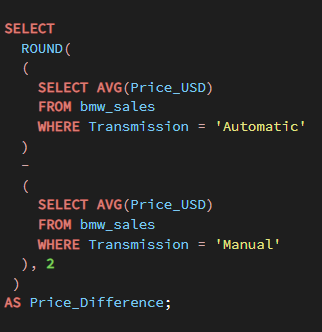 SELECT
ROUND(
(
SELECT AVG(Price_USD)
FROM bmw_sales
WHERE Transmission = 'Automatic'
)
-
(
SELECT AVG(Price_USD)
FROM bmw_sales
WHERE Transmission = 'Manual'
), 2
)
AS Price_Difference;